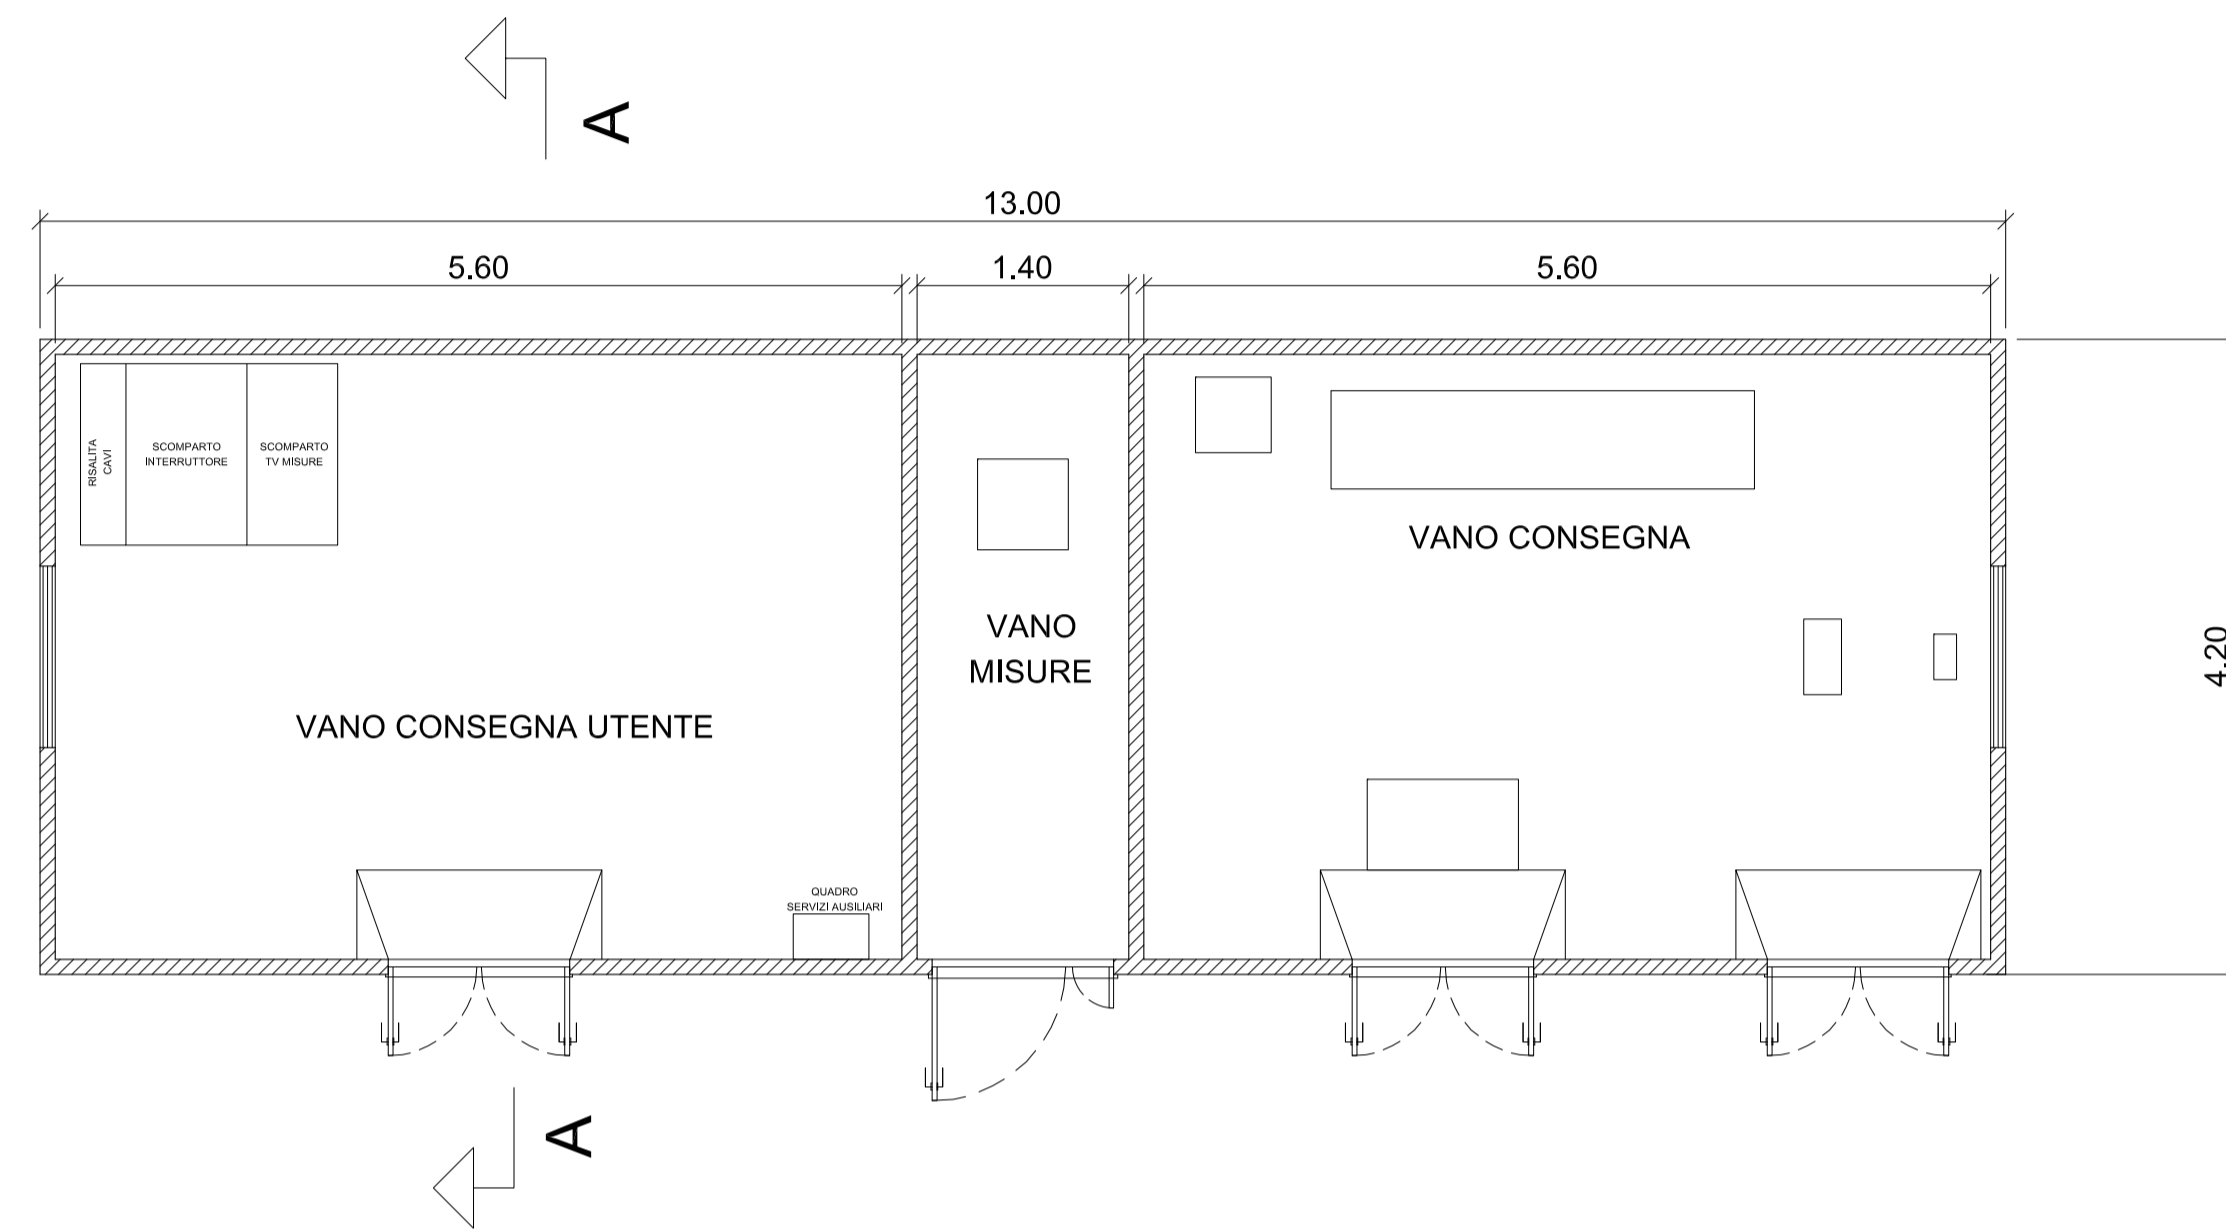 A
13.00
5.60
1.40
5.60
RISALITA
CAVI
SCOMPARTO
INTERRUTTORE
SCOMPARTO
TV MISURE
VANO CONSEGNA
VANO
MISURE
4.20
VANO CONSEGNA UTENTE
QUADRO
SERVIZI AUSILIARI
A